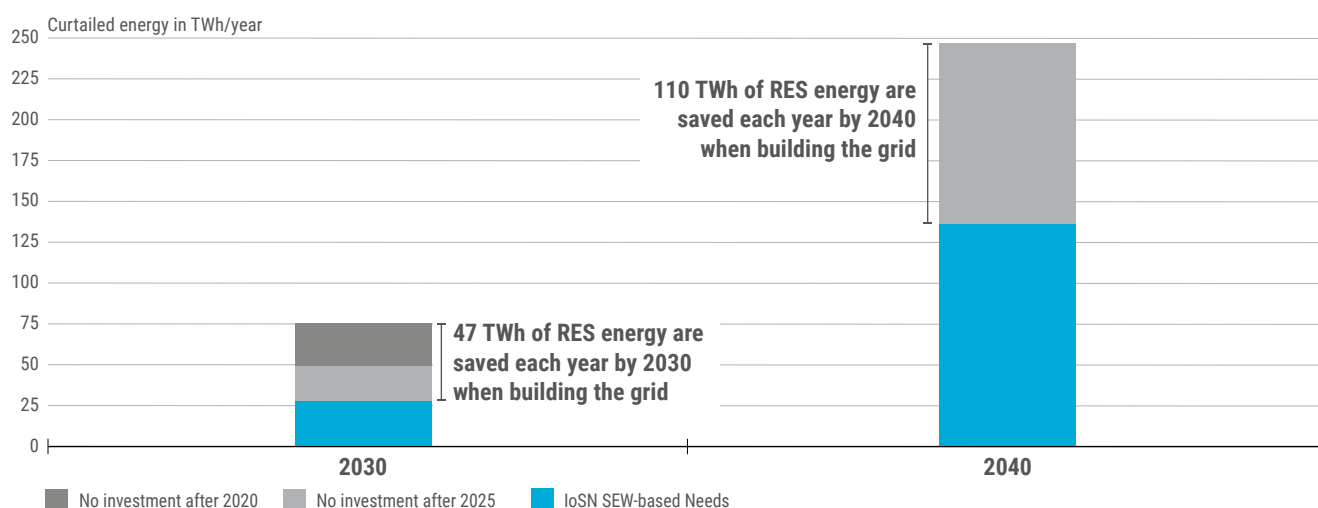 Curtailed energy in TWh/year
250
225
200
175
150
125
100
75
50
25
0
110 TWh of RES energy are
saved each year by 2040
when building the grid
47 TWh of RES energy are
saved each year by 2030
when building the grid
2030
2040
No investment after 2020
No investment after 2025
IoSN SEW-based Needs